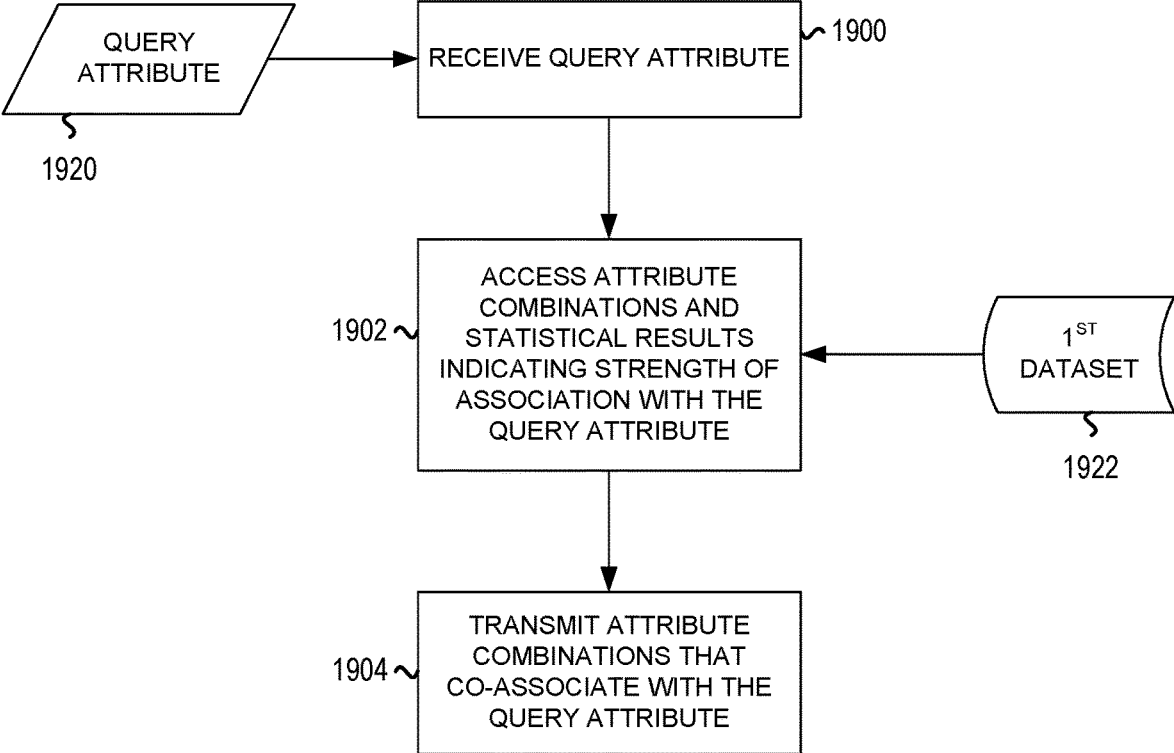 QUERY
ATTRIBUTE
1920
RECEIVE QUERY ATTRIBUTE
1900
ACCESS ATTRIBUTE
COMBINATIONS AND
STATISTICAL RESULTS
INDICATING STRENGTH OF
ASSOCIATION WITH THE
QUERY ATTRIBUTE
1902
1ST
DATASET
1922
TRANSMIT ATTRIBUTE
COMBINATIONS THAT
CO-ASSOCIATE WITH THE
QUERY ATTRIBUTE
1904